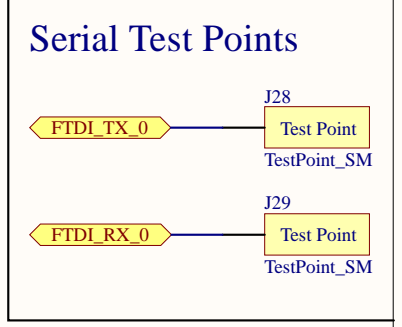 Serial Test Points
J28
FTDI_TX_0
Test Point
TestPoint_SM
J29
FTDI_RX_0
Test Point
TestPoint_SM